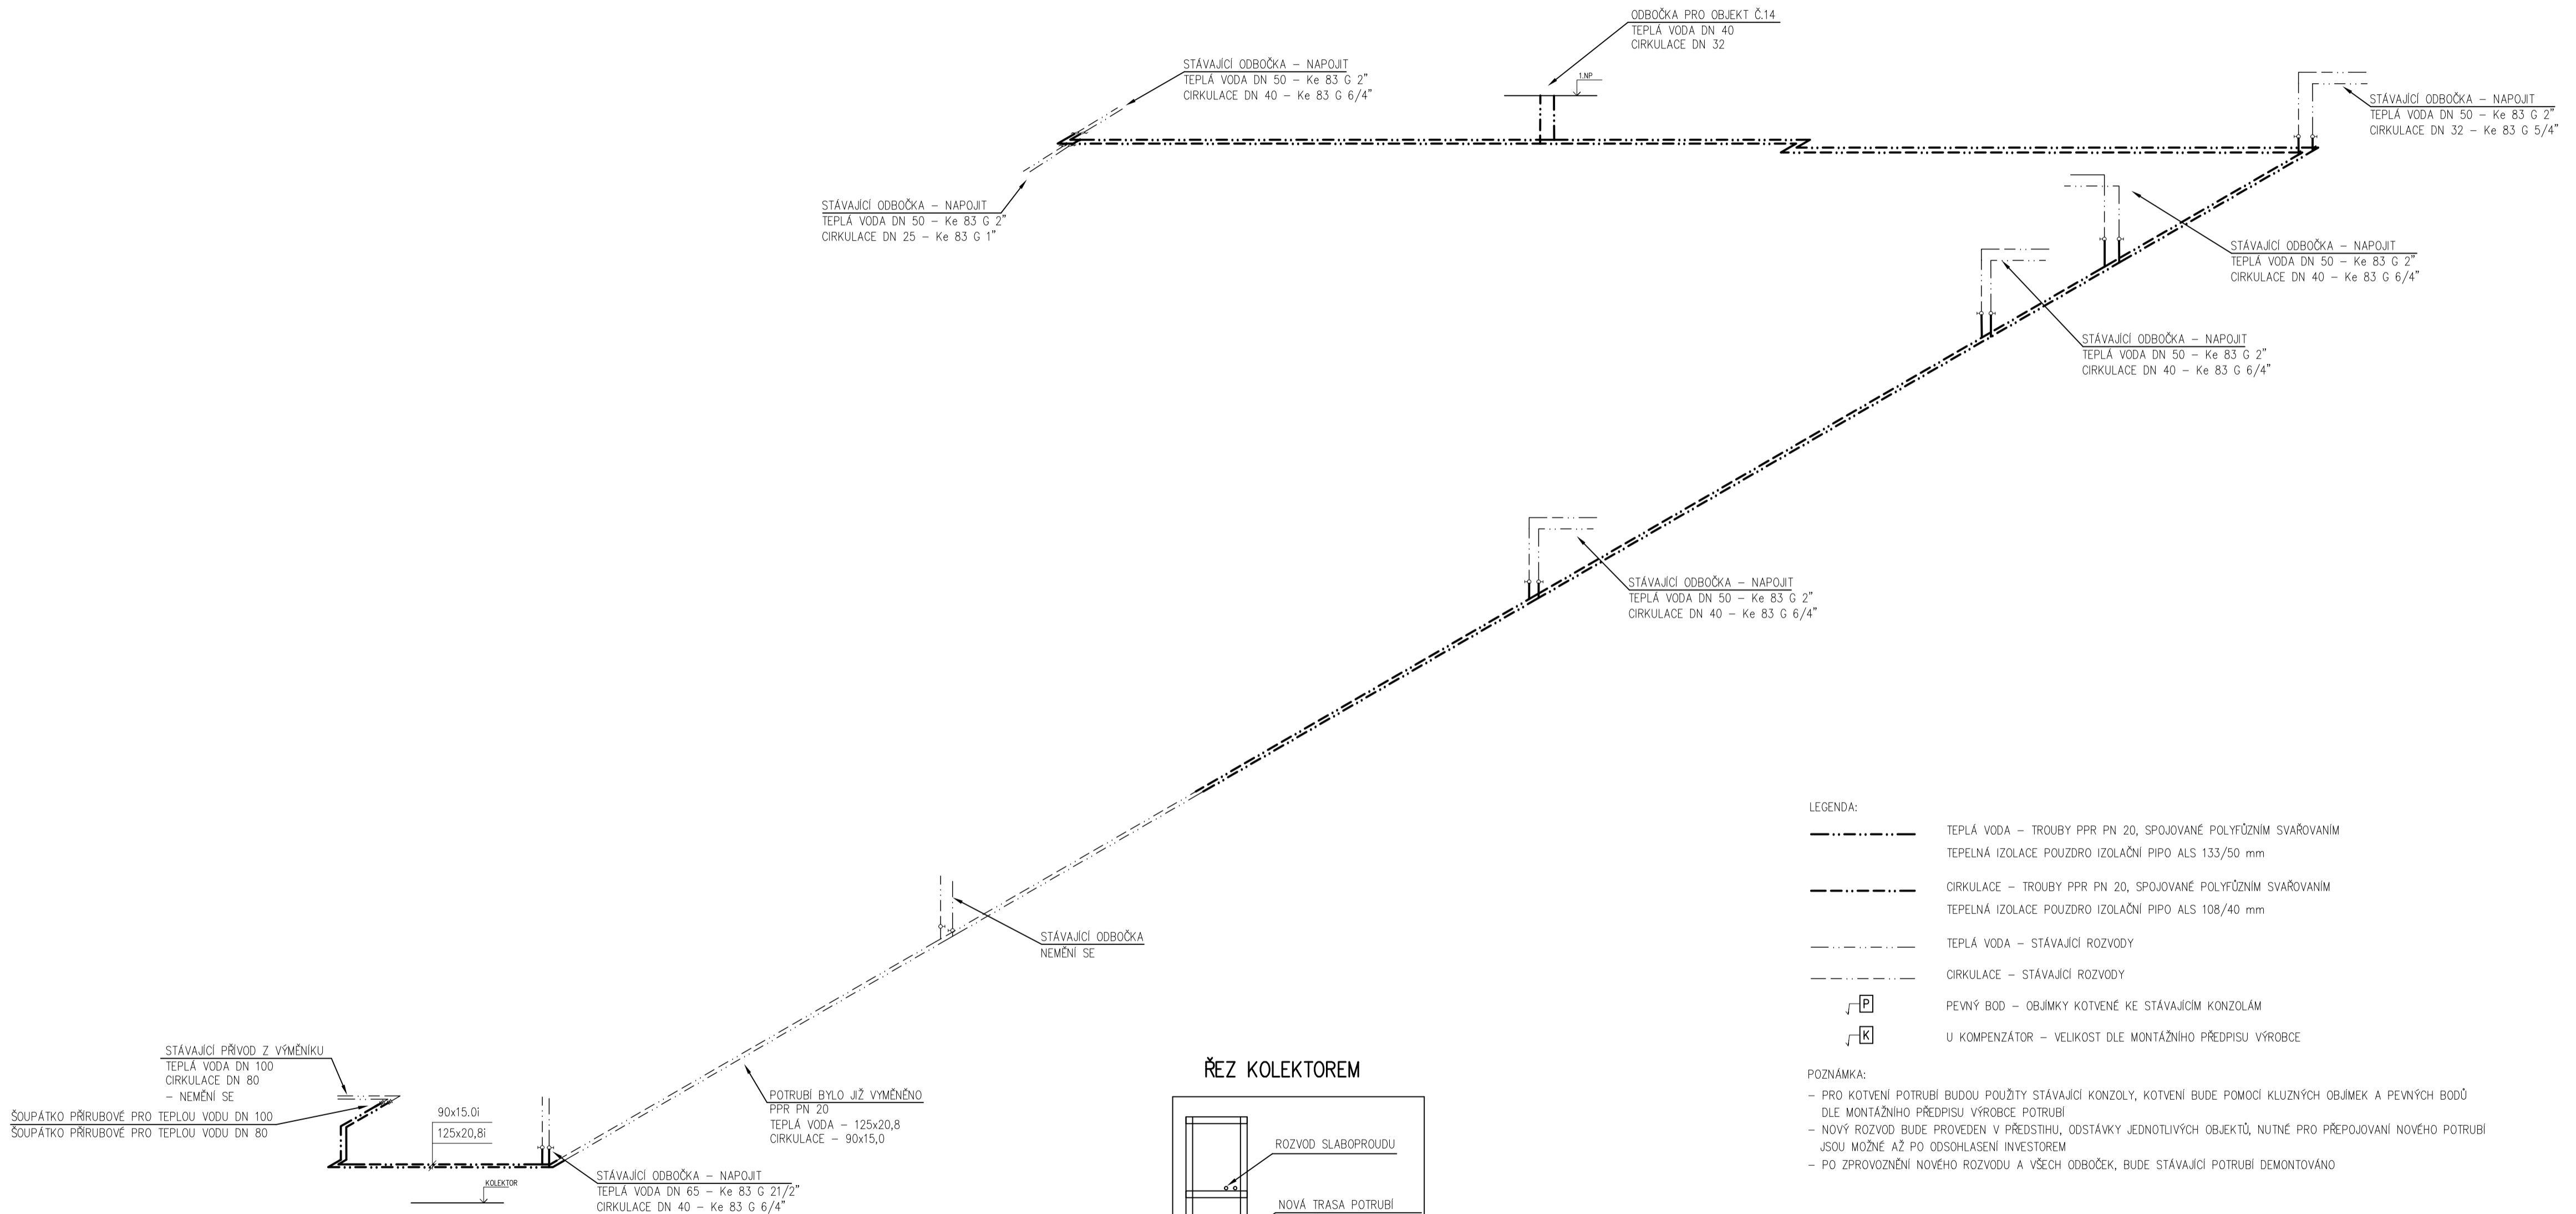 ODBOČKA PRO OBJEKT Č.14
TEPLÁ VODA DN 40
CIRKULACE DN 32
1.NP
STÁVAJÍCÍ ODBOČKA – NAPOJIT
TEPLÁ VODA DN 50 – Ke 83 G 2"
CIRKULACE DN 40 – Ke 83 G 6/4"
STÁVAJÍCÍ ODBOČKA – NAPOJIT
TEPLÁ VODA DN 50 – Ke 83 G 2"
CIRKULACE DN 32 – Ke 83 G 5/4"
STÁVAJÍCÍ ODBOČKA – NAPOJIT
TEPLÁ VODA DN 50 – Ke 83 G 2"
CIRKULACE DN 25 – Ke 83 G 1"
STÁVAJÍCÍ ODBOČKA – NAPOJIT
TEPLÁ VODA DN 50 – Ke 83 G 2"
CIRKULACE DN 40 – Ke 83 G 6/4"
STÁVAJÍCÍ ODBOČKA – NAPOJIT
TEPLÁ VODA DN 50 – Ke 83 G 2"
CIRKULACE DN 40 – Ke 83 G 6/4"
STÁVAJÍCÍ ODBOČKA – NAPOJIT
TEPLÁ VODA DN 50 – Ke 83 G 2"
CIRKULACE DN 40 – Ke 83 G 6/4"
STÁVAJÍCÍ ODBOČKA
NEMĚNÍ SE
STÁVAJÍCÍ PŘÍVOD Z VÝMĚNÍKU
TEPLÁ VODA DN 100
CIRKULACE DN 80
– NEMĚNÍ SE
ŠOUPÁTKO PŘÍRUBOVÉ PRO TEPLOU VODU DN 100
ŠOUPÁTKO PŘÍRUBOVÉ PRO TEPLOU VODU DN 80
90x15.0i
125x20,8i
KOLEKTOR
STÁVAJÍCÍ ODBOČKA – NAPOJIT
TEPLÁ VODA DN 65 – Ke 83 G 21/2"
CIRKULACE DN 40 – Ke 83 G 6/4"
POTRUBÍ BYLO JIŽ VYMĚNĚNO
PPR PN 20
TEPLÁ VODA – 125x20,8
CIRKULACE – 90x15,0
ŘEZ KOLEKTOREM
ROZVOD SLABOPROUDU
NOVÁ TRASA POTRUBÍ
LEGENDA:
TEPLÁ VODA – TROUBY PPR PN 20, SPOJOVANÉ POLYFŮZNÍM SVAŘOVANÍM
TEPELNÁ IZOLACE POUZDRO IZOLAČNÍ PIPO ALS 133/50 mm
CIRKULACE – TROUBY PPR PN 20, SPOJOVANÉ POLYFŮZNÍM SVAŘOVANÍM
TEPELNÁ IZOLACE POUZDRO IZOLAČNÍ PIPO ALS 108/40 mm
TEPLÁ VODA – STÁVAJÍCÍ ROZVODY
CIRKULACE – STÁVAJÍCÍ ROZVODY
P PEVNÝ BOD – OBJÍMKY KOTVENÉ KE STÁVAJÍCÍM KONZOLÁM
K U KOMPENZÁTOR – VELIKOST DLE MONTÁŽNÍHO PŘEDPISU VÝROBCE
POZNÁMKA:
– PRO KOTVENÍ POTRUBÍ BUDOU POUŽITY STÁVAJÍCÍ KONZOLY, KOTVENÍ BUDE POMOCÍ KLUZNÝCH OBJÍMEK A PEVNÝCH BODŮ
DLE MONTÁŽNÍHO PŘEDPISU VÝROBCE POTRUBÍ
– NOVÝ ROZVOD BUDE PROVEDEN V PŘEDSTIHU, ODSTÁVKY JEDNOTLIVÝCH OBJEKTŮ, NUTNÉ PRO PŘEPOJOVANÍ NOVÉHO POTRUBÍ
JSOU MOŽNÉ AŽ PO ODSOHLASENÍ INVESTOREM
– PO ZPROVOZNĚNÍ NOVÉHO ROZVODU A VŠECH ODBOČEK, BUDE STÁVAJÍCÍ POTRUBÍ DEMONTOVÁNO